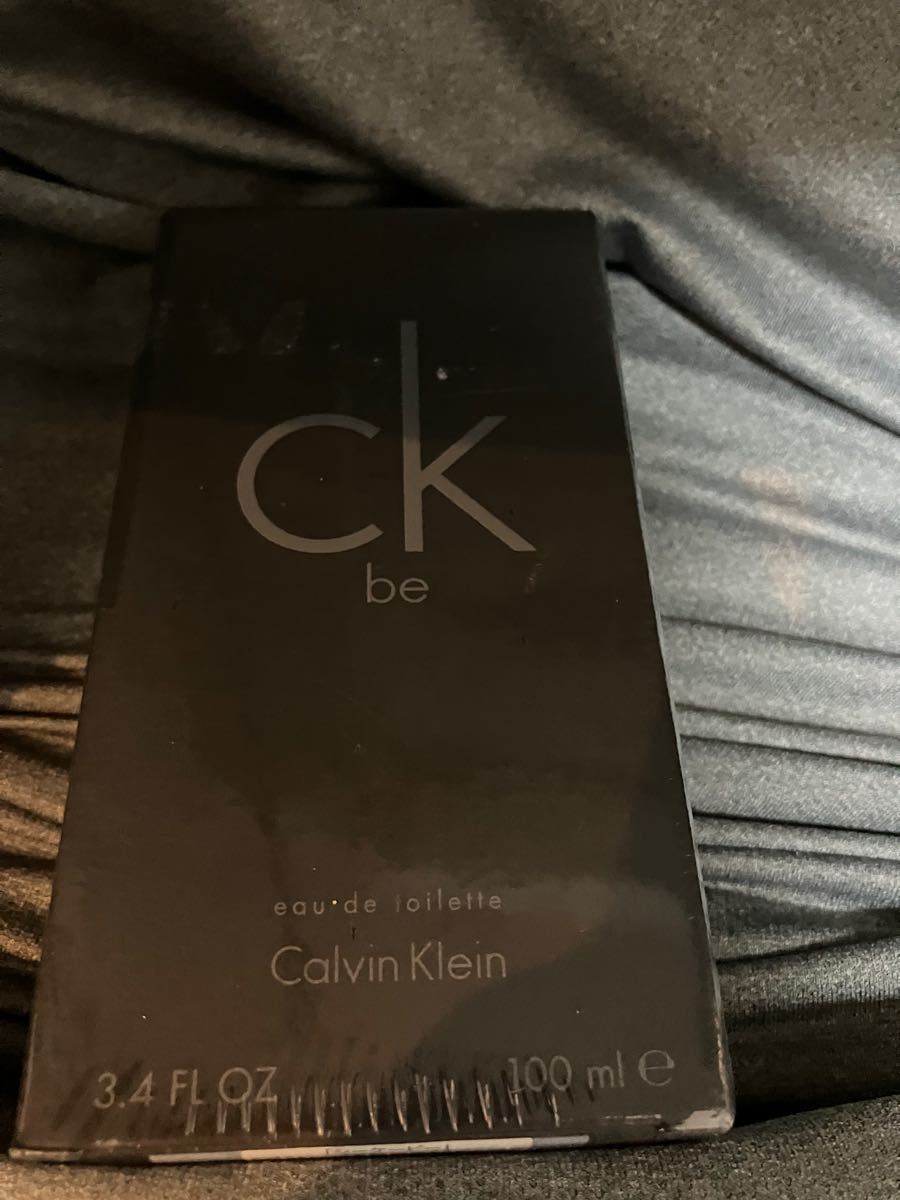 ck
be
eau de toilette
Calvin Klein
3.4 FL OZ 100 ml ℮